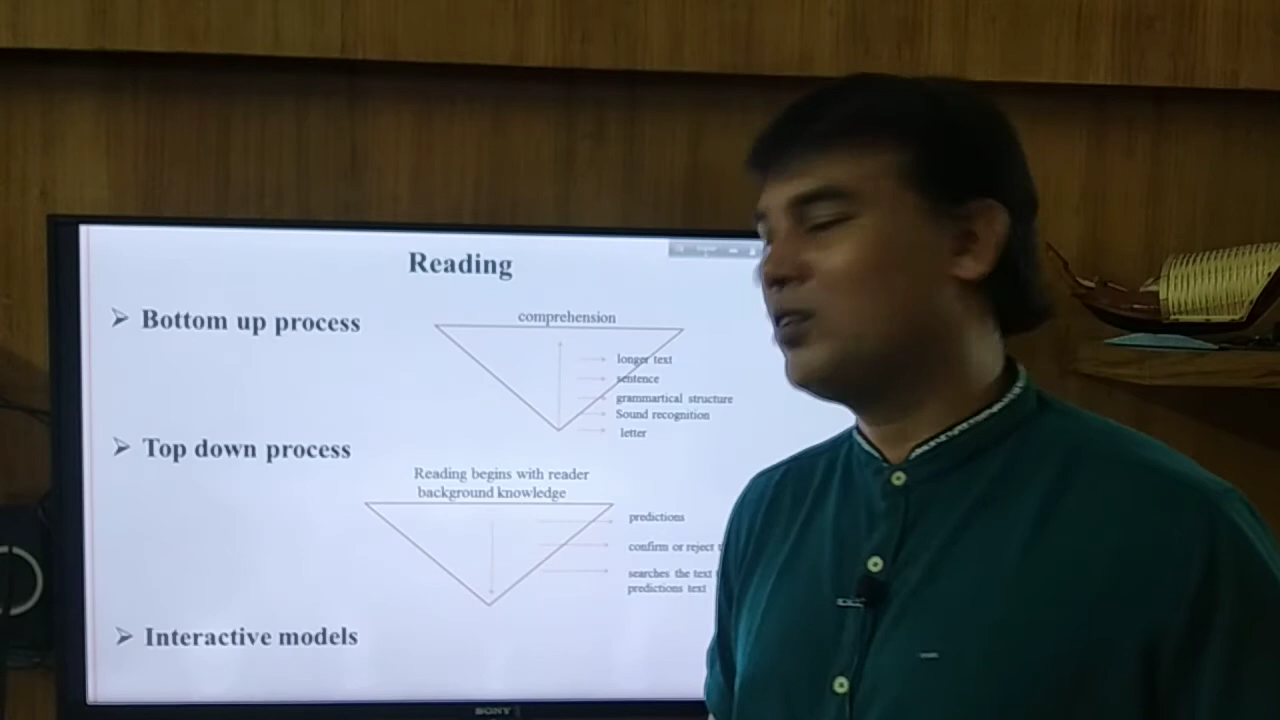 Reading
➢ Bottom up process
comprehension
longer text
sentence
grammartical structure
Sound recognition
letter
➢ Top down process
Reading begins with reader
background knowledge
predictions
confirm or reject
searches the text
predictions text
➢ Interactive models
SONY